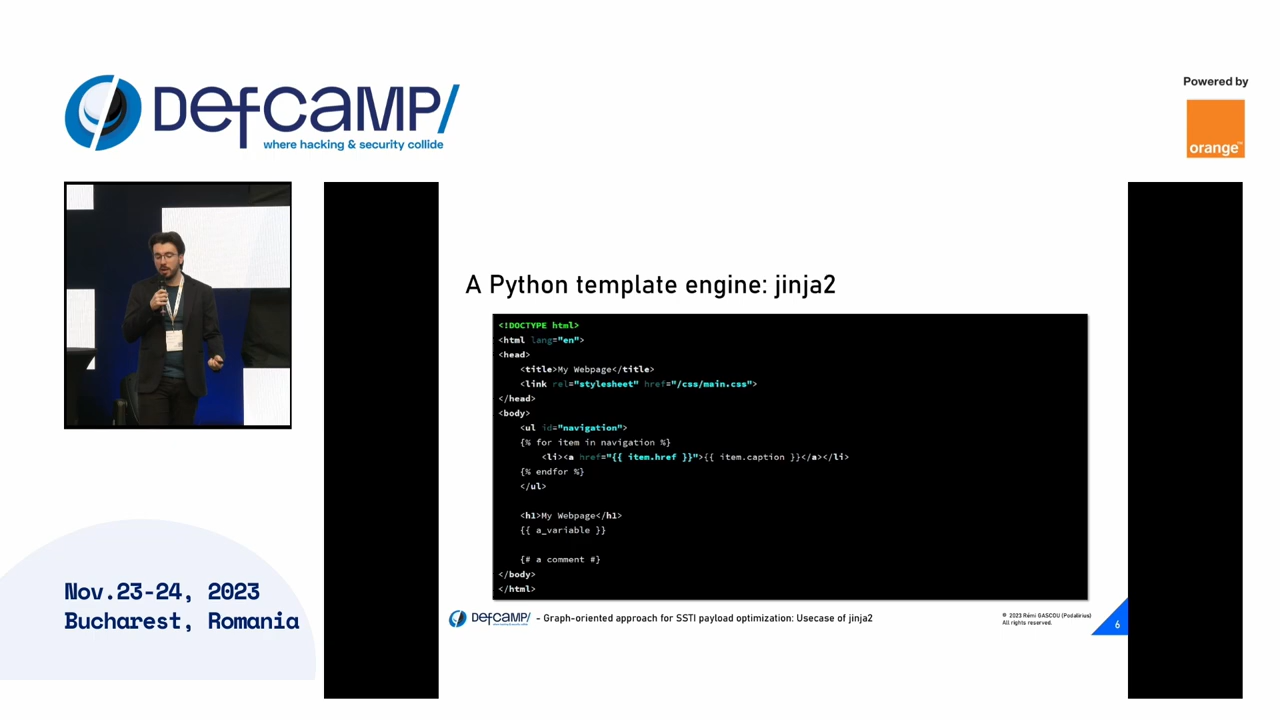 DefCamp/
where hacking & security collide
Powered by
orange™
A Python template engine: jinja2
<!DOCTYPE html>
<html lang="en">
<head>
    <title>My Webpage</title>
    <link rel="stylesheet" href="/css/main.css">
</head>
<body>
    <ul id="navigation">
    {% for item in navigation %}
        <li><a href="{{ item.href }}">{{ item.caption }}</a></li>
    {% endfor %}
    </ul>
    <h1>My Webpage</h1>
    {{ a_variable }}
    {# a comment #}
</body>
</html>
DefCamp/ - Graph-oriented approach for SSTI payload optimization: Usecase of jinja2
© 2023 Rémi GASCOU (Podalirius)
All rights reserved.
6
Nov.23-24, 2023
Bucharest, Romania